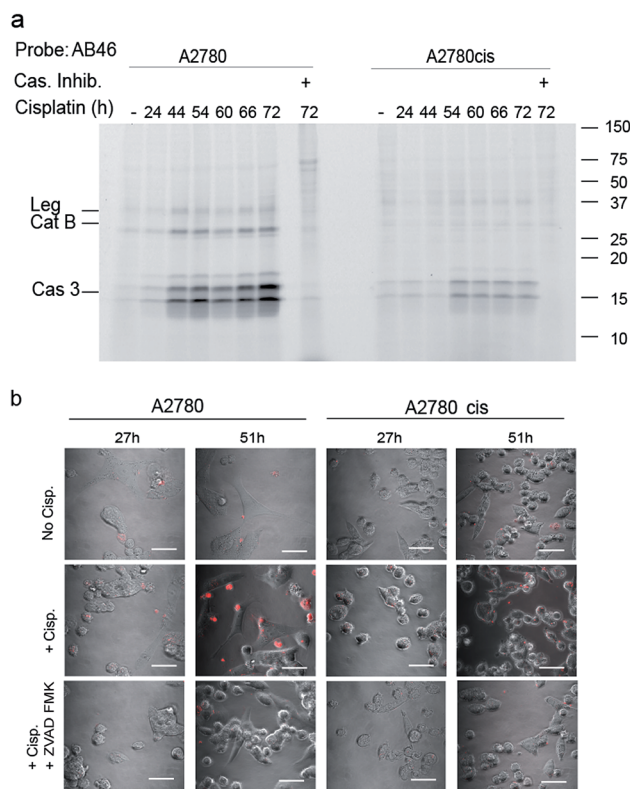 a
Probe: AB46
A2780
A2780cis
Cas. Inhib.
+
+
Cisplatin (h)
- 24 44 54 60 66 72 72
- 24 44 54 60 66 72 72
150
75
50
37
25
20
15
10
Leg
Cat B
Cas 3
b
A2780
A2780 cis
27h
51h
27h
51h
No Cisp.
+ Cisp.
+ Cisp.
+ ZVAD FMK